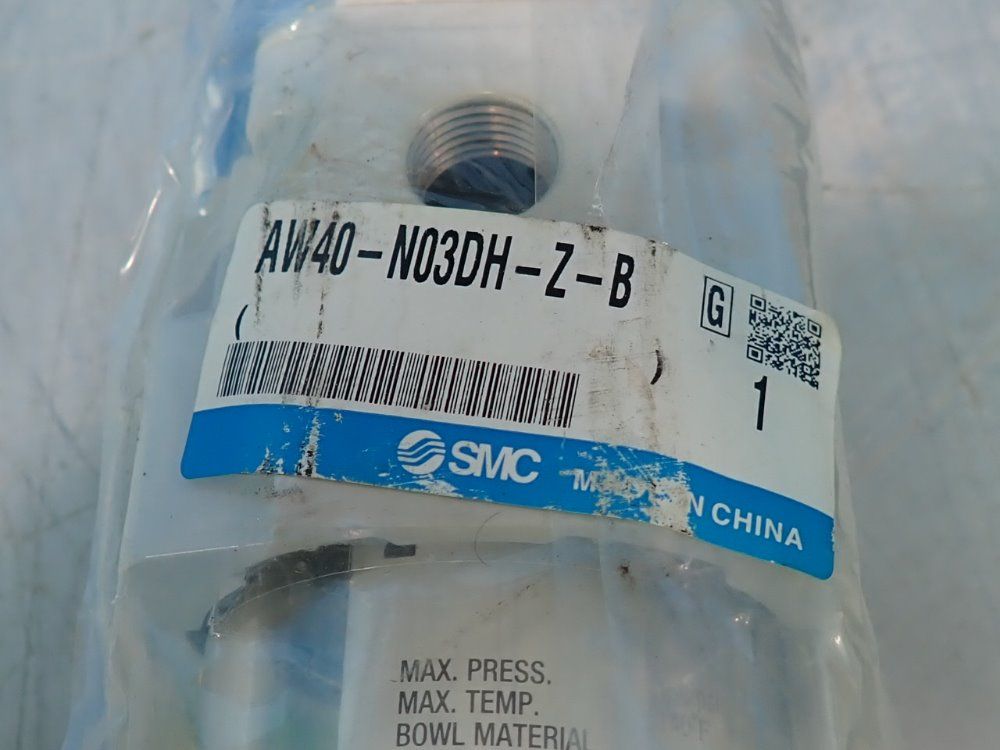 AW40-N03DH-Z-B
G
(
)
1
SMC
CHINA
MAX. PRESS.
MAX. TEMP.
BOWL MATERIAL